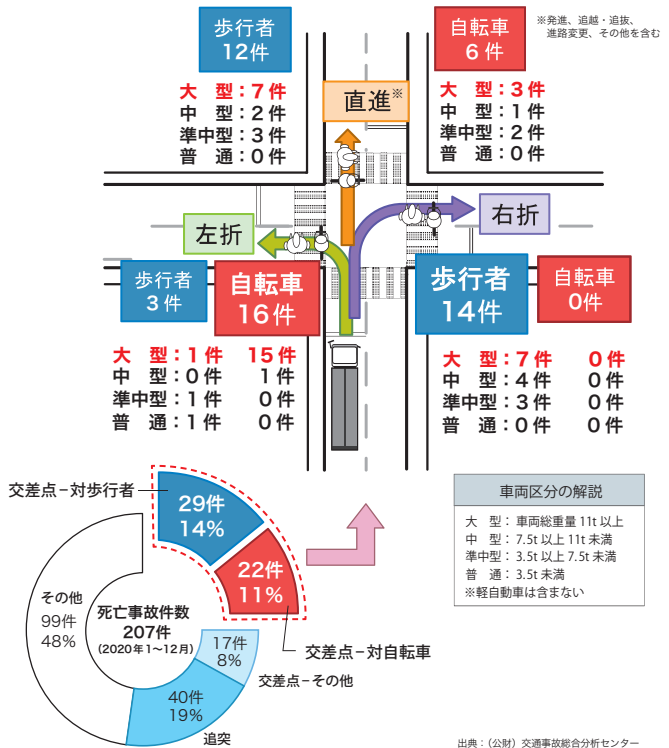 歩行者
12件
大　型：7件
中　型：2件
準中型：3件
普　通：0件
自転車
6件
※発進、追越・追抜、
進路変更、その他を含む
大　型：3件
中　型：1件
準中型：2件
普　通：0件
直進※
左折
右折
歩行者
3件
自転車
16件
大　型：1件　15件
中　型：0件　1件
準中型：1件　0件
普　通：1件　0件
歩行者
14件
自転車
0件
大　型：7件　0件
中　型：4件　0件
準中型：3件　0件
普　通：0件　0件
交差点−対歩行者
29件
14%
22件
11%
交差点−対自転車
17件
8%
交差点−その他
40件
19%
追突
その他
99件
48%
死亡事故件数
207件
（2020年1～12月）
車両区分の解説
大　型：車両総重量 11t 以上
中　型：7.5t 以上 11t 未満
準中型：3.5t 以上 7.5t 未満
普　通：3.5t 未満
※軽自動車は含まない
出典：（公財）交通事故総合分析センター